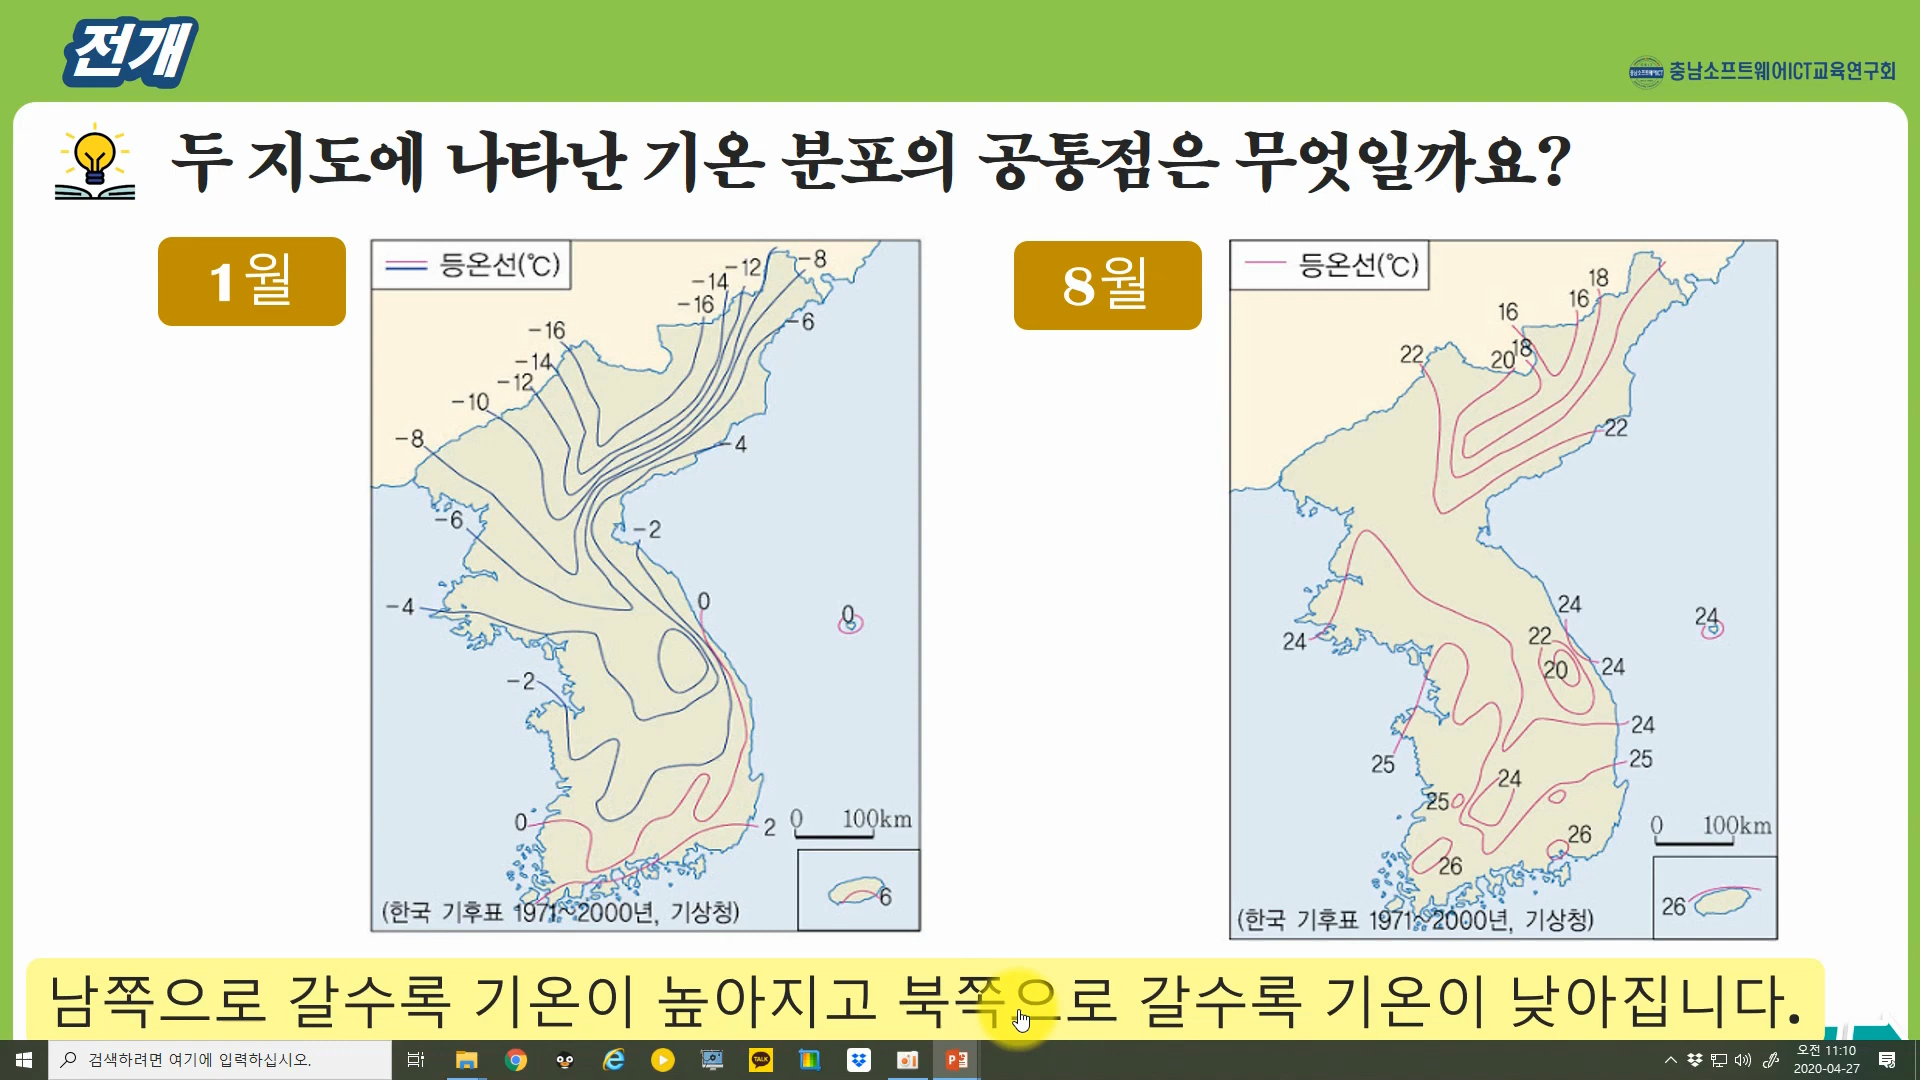 전개
충남소프트웨어ICT교육연구회
두 지도에 나타난 기온 분포의 공통점은 무엇일까요?
1월
등온선(℃)
-8
-12
-14
-16
-6
-16
-14
-12
-10
-8
-4
-6
-2
-4
0
0
-2
0
2
0 100km
6
(한국 기후표 1971~2000년, 기상청)
8월
등온선(℃)
18
16
16
18
20
22
22
24
24
22
24
20
24
24
25
25
24
25
26
26
0 100km
26
(한국 기후표 1971~2000년, 기상청)
남쪽으로 갈수록 기온이 높아지고 북쪽으로 갈수록 기온이 낮아집니다.
검색하려면 여기에 입력하십시오.
TALK
오전 11:10
2020-04-27